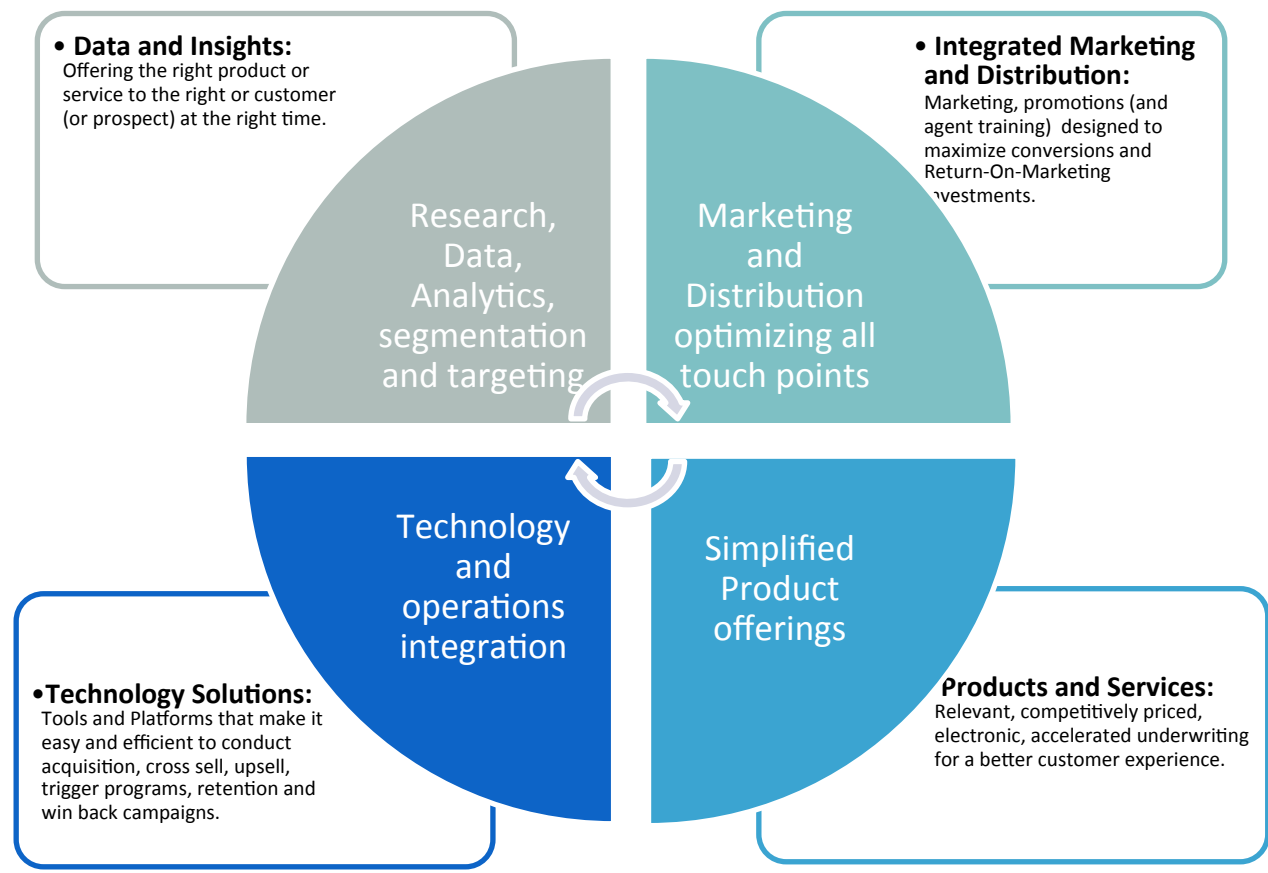 • Data and Insights:
Offering the right product or
service to the right or customer
(or prospect) at the right time.
• Integrated Marketing
and Distribution:
Marketing, promotions (and
agent training) designed to
maximize conversions and
Return-On-Marketing
nvestments.
Research,
Data,
Analytics,
segmentation
and targeting
Marketing
and
Distribution
optimizing all
touch points
Technology
and
operations
integration
Simplified
Product
offerings
•Technology Solutions:
Tools and Platforms that make it
easy and efficient to conduct
acquisition, cross sell, upsell,
trigger programs, retention and
win back campaigns.
Products and Services:
Relevant, competitively priced,
electronic, accelerated underwriting
for a better customer experience.